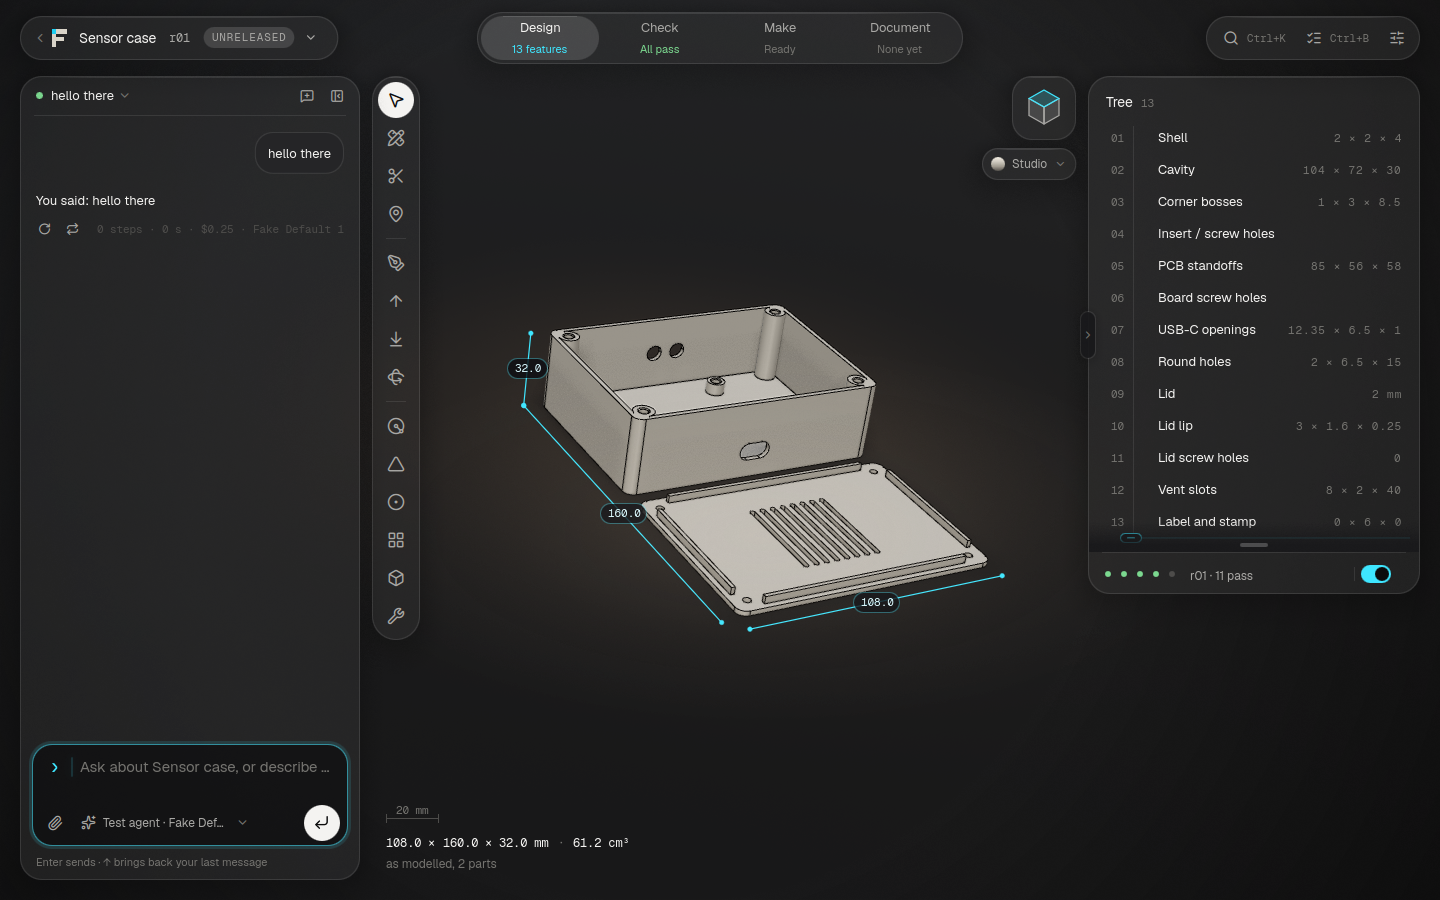 Sensor case r01 UNRELEASED
Design
13 features
Check
All pass
Make
Ready
Document
None yet
Ctrl+K
Ctrl+B
hello there
hello there
You said: hello there
0 steps · 0 s · $0.25 · Fake Default 1
Ask about Sensor case, or describe …
Test agent · Fake Def…
Enter sends · ↑ brings back your last message
Studio
32.0
160.0
108.0
20 mm
108.0 × 160.0 × 32.0 mm · 61.2 cm³
as modelled, 2 parts
Tree 13
01 Shell 2 × 2 × 4
02 Cavity 104 × 72 × 30
03 Corner bosses 1 × 3 × 8.5
04 Insert / screw holes
05 PCB standoffs 85 × 56 × 58
06 Board screw holes
07 USB-C openings 12.35 × 6.5 × 1
08 Round holes 2 × 6.5 × 15
09 Lid 2 mm
10 Lid lip 3 × 1.6 × 0.25
11 Lid screw holes 0
12 Vent slots 8 × 2 × 40
13 Label and stamp 0 × 6 × 0
r01 · 11 pass